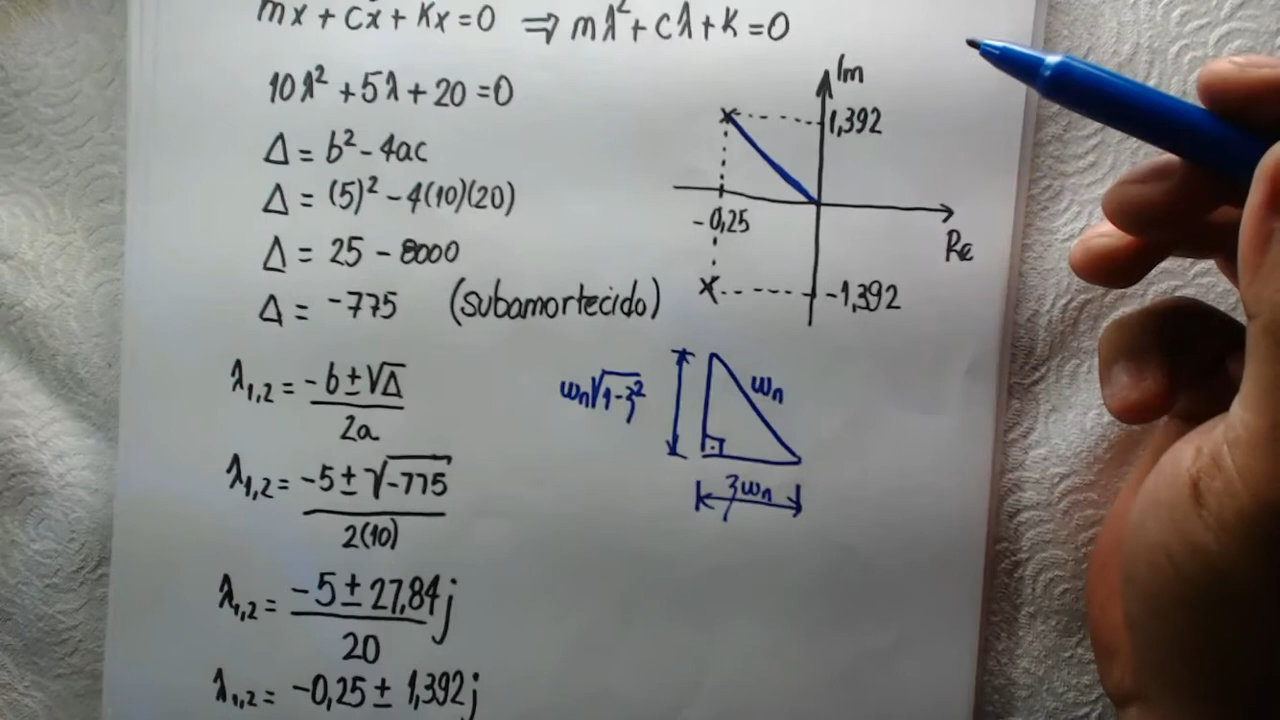 mẍ + cẋ + Kx = 0 ⇒ mλ² + cλ + K = 0
10λ² + 5λ + 20 = 0
Δ = b² - 4ac
Δ = (5)² - 4(10)(20)
Δ = 25 - 8000
Δ = -775 (subamortecido)
λ₁,₂ = -b ± √Δ
2a
λ₁,₂ = -5 ± √-775
2(10)
λ₁,₂ = -5 ± 27,84j
20
λ₁,₂ = -0,25 ± 1,392j
Im
1,392
-0,25
Re
-1,392
ωn√1-ζ²
ωn
ζωn